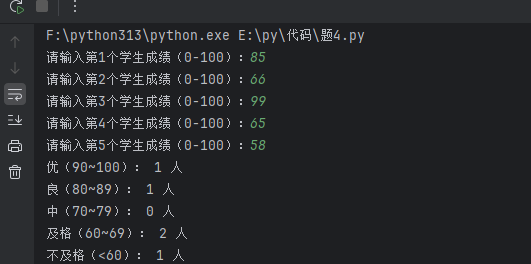 F:\python313\python.exe E:\py\代码\题4.py
请输入第1个学生成绩（0-100）：85
请输入第2个学生成绩（0-100）：66
请输入第3个学生成绩（0-100）：99
请输入第4个学生成绩（0-100）：65
请输入第5个学生成绩（0-100）：58
优（90~100）： 1 人
良（80~89）： 1 人
中（70~79）： 0 人
及格（60~69）： 2 人
不及格（<60）： 1 人